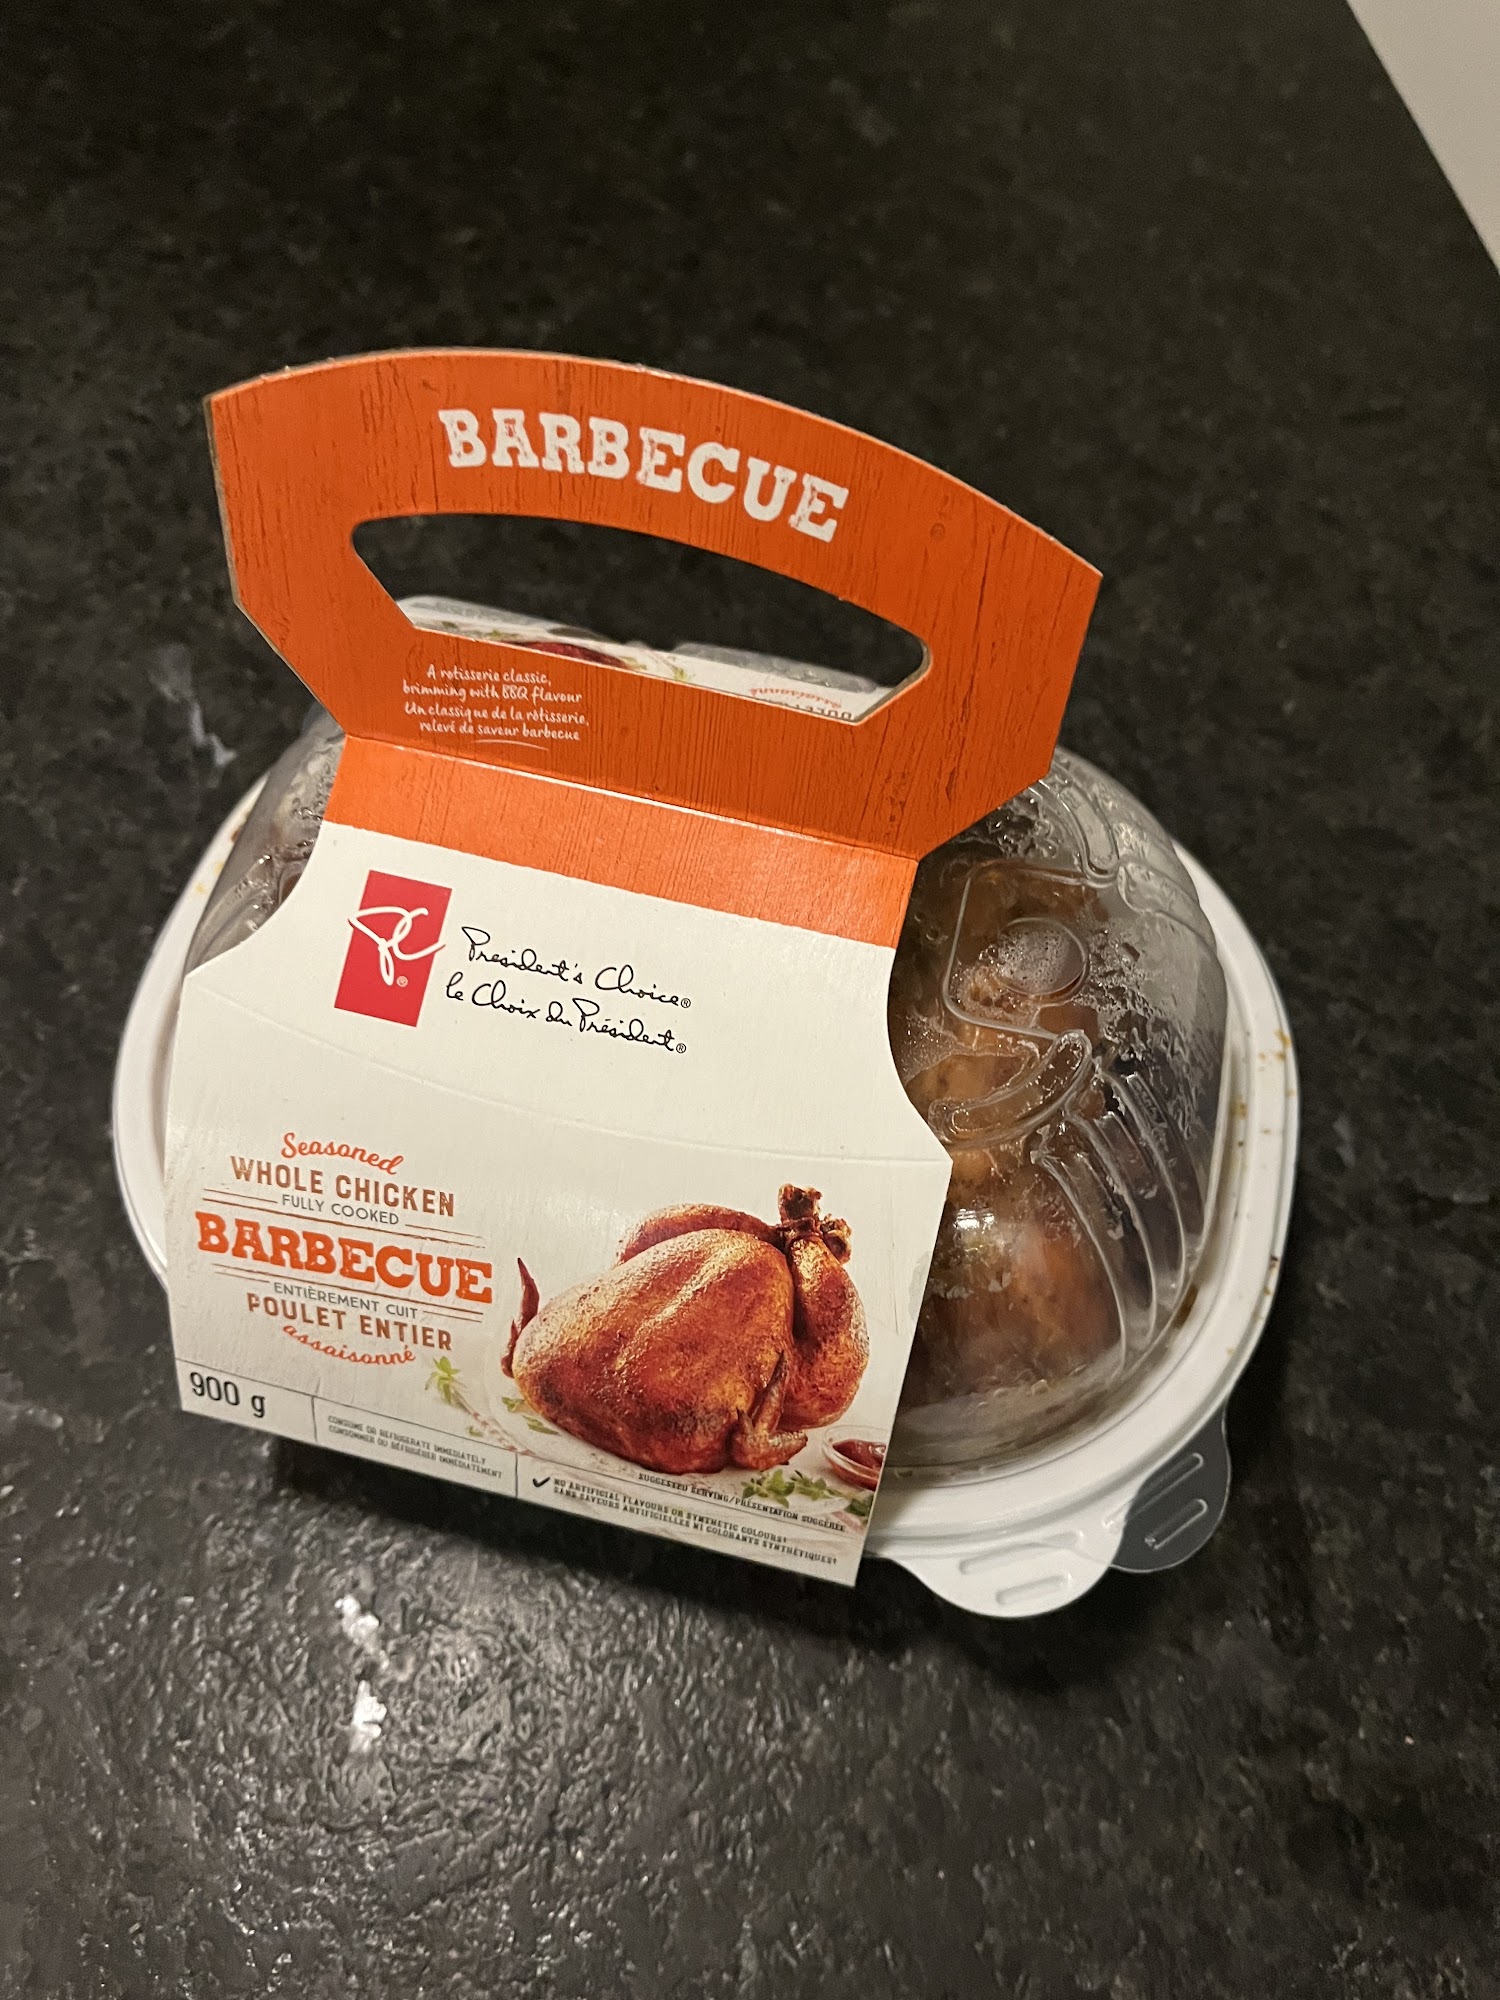 BARBECUE
A rotisserie classic,
brimming with BBQ flavour
Un classique de la rôtisserie,
relevé de saveur barbecue
PC®
President's Choice®
le Choix du Président®
Seasoned
WHOLE CHICKEN
FULLY COOKED
BARBECUE
ENTIÈREMENT CUIT
POULET ENTIER
assaisonné
900 g
CONSUME OR REFRIGERATE IMMEDIATELY
CONSOMMER OU RÉFRIGÉRER IMMÉDIATEMENT
SUGGESTED SERVING/PRÉSENTATION SUGGÉRÉE
NO ARTIFICIAL FLAVOURS OR SYNTHETIC COLOURS†
SANS SAVEURS ARTIFICIELLES NI COLORANTS SYNTHÉTIQUES†